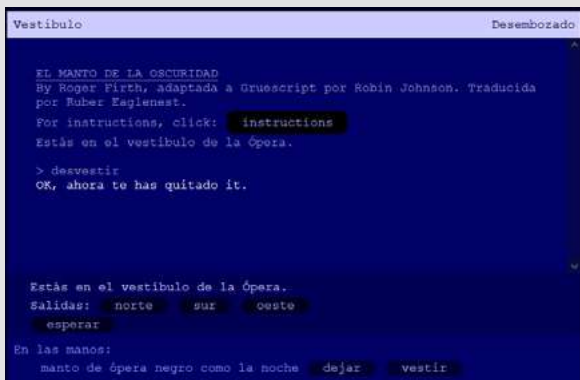 Vestíbulo Desembozado
EL MANTO DE LA OSCURIDAD
By Roger Firth, adaptada a Gruescript por Robin Johnson. Traducida
por Ruber Eaglenest.
For instructions, click: instructions
Estás en el vestíbulo de la Ópera.
> desvestir
OK, ahora te has quitado it.
Estás en el vestíbulo de la Ópera.
Salidas: norte sur oeste
esperar
En las manos:
manto de ópera negro como la noche dejar vestir